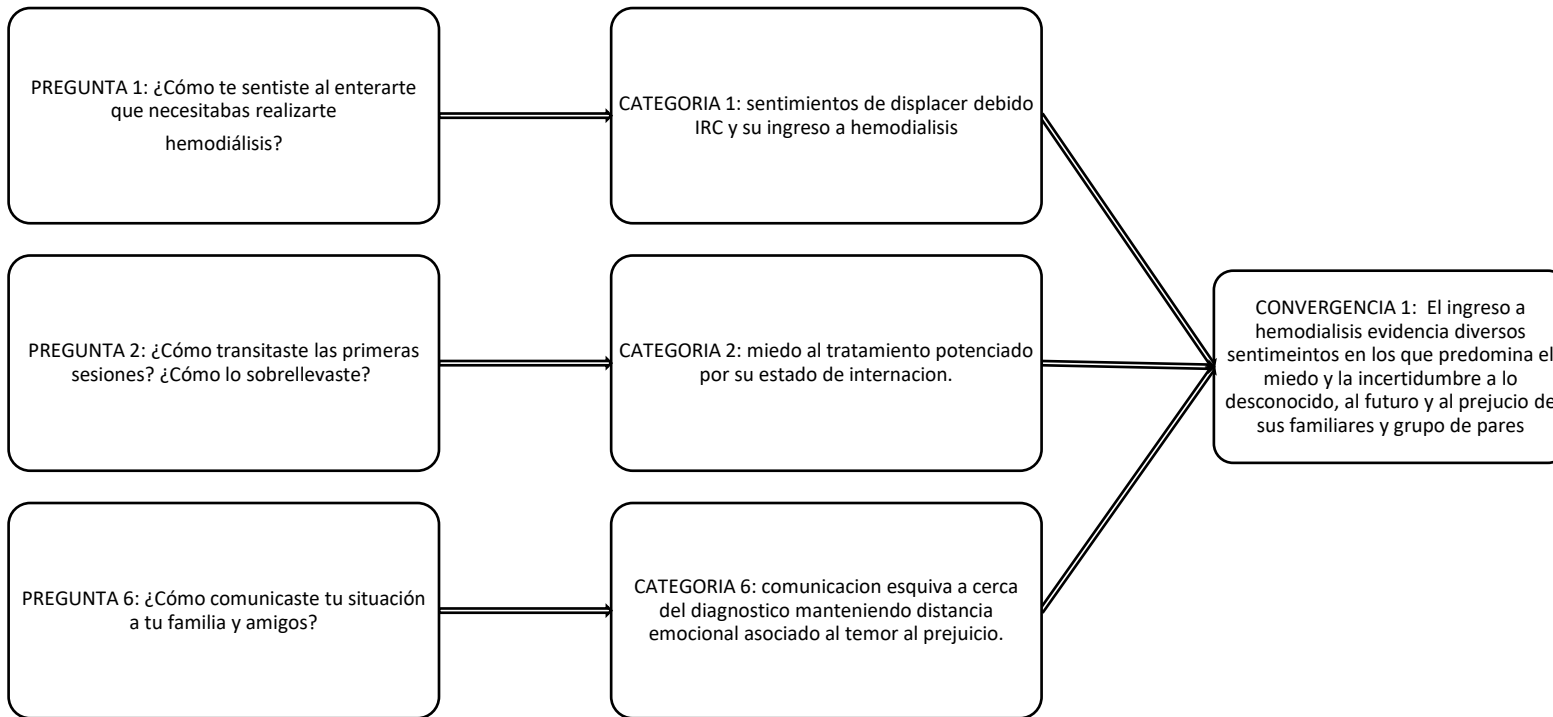 PREGUNTA 1: ¿Cómo te sentiste al enterarte
que necesitabas realizarte
hemodiálisis?
CATEGORIA 1: sentimientos de displacer debido
IRC y su ingreso a hemodialisis
PREGUNTA 2: ¿Cómo transitaste las primeras
sesiones? ¿Cómo lo sobrellevaste?
CATEGORIA 2: miedo al tratamiento potenciado
por su estado de internacion.
PREGUNTA 6: ¿Cómo comunicaste tu situación
a tu familia y amigos?
CATEGORIA 6: comunicacion esquiva a cerca
del diagnostico manteniendo distancia
emocional asociado al temor al prejuicio.
CONVERGENCIA 1:  El ingreso a
hemodialisis evidencia diversos
sentimeintos en los que predomina el
miedo y la incertidumbre a lo
desconocido, al futuro y al prejucio de
sus familiares y grupo de pares